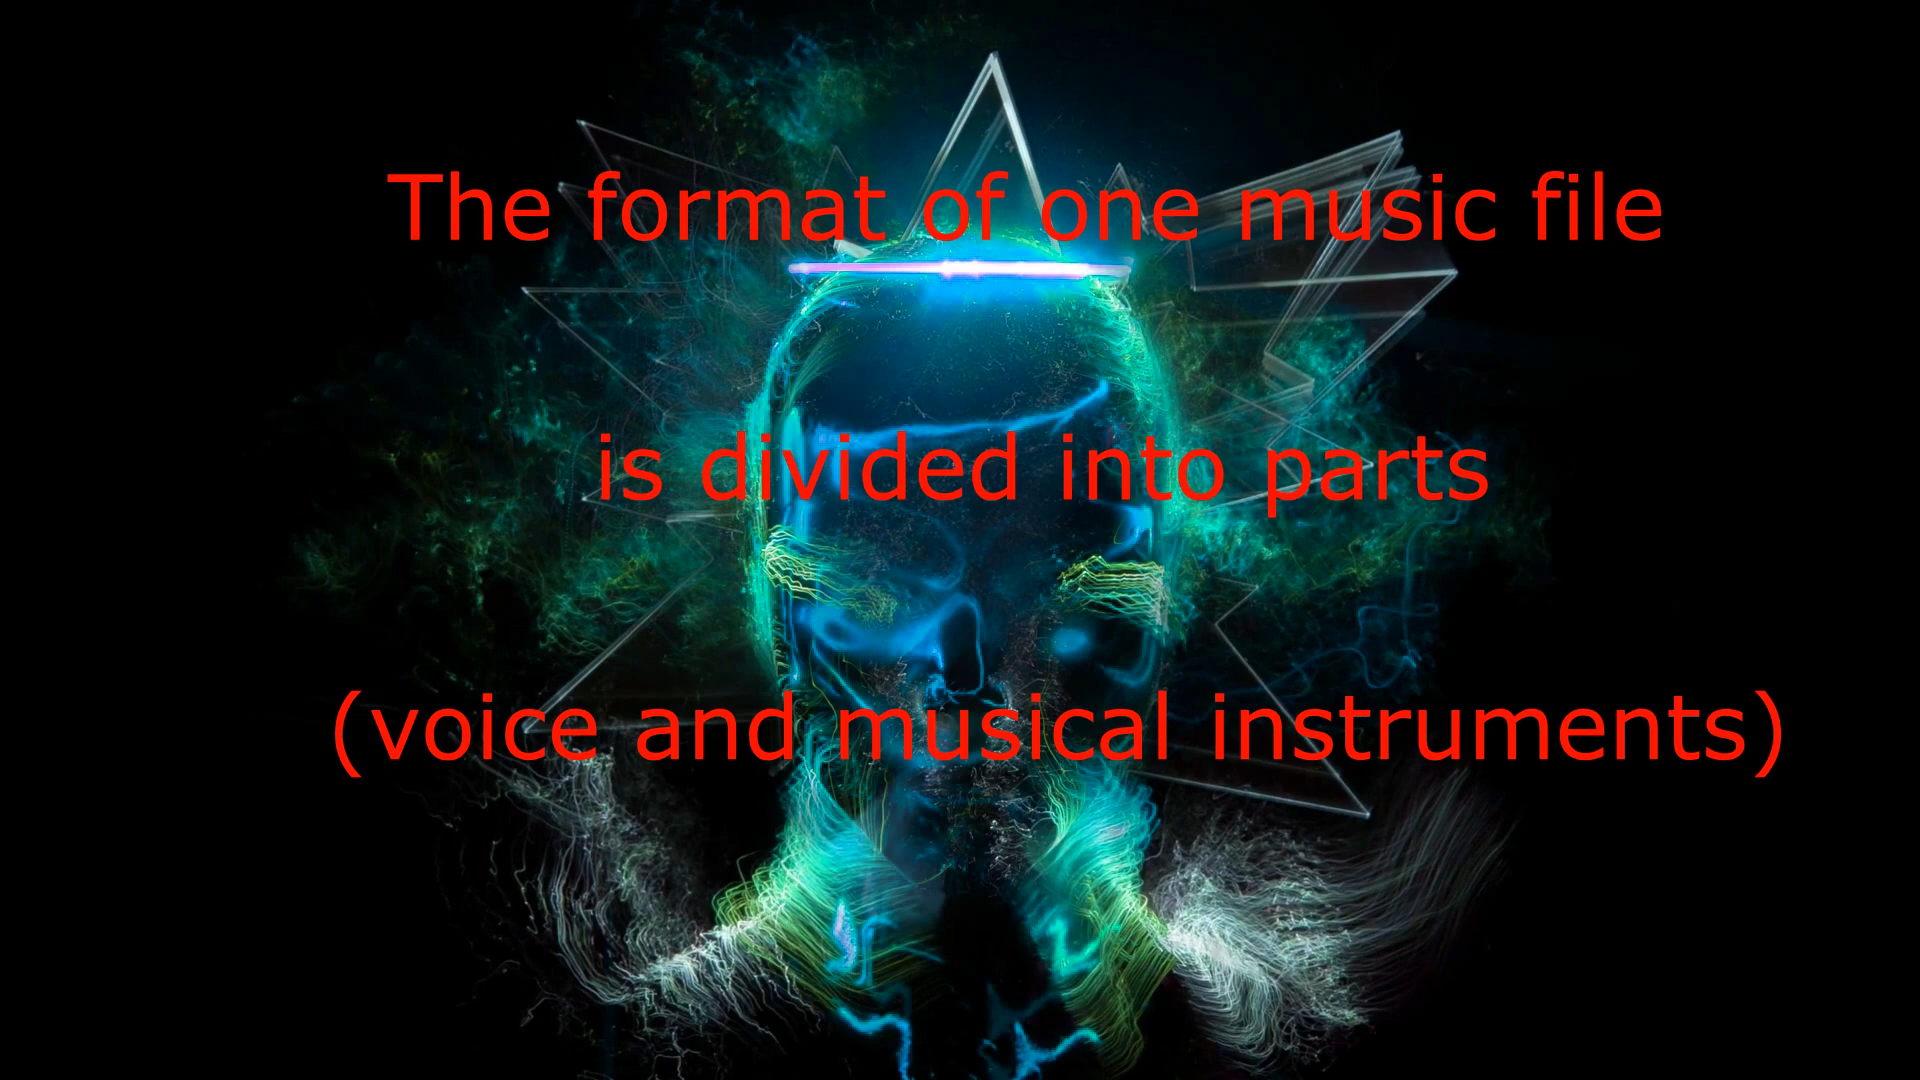 The format of one music file
is divided into parts
(voice and musical instruments)